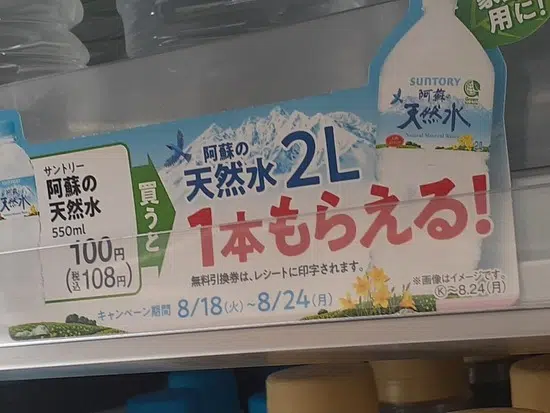 用に!
SUNTORY
阿蘇の
天然水
Natural Mineral Water
サントリー
阿蘇の
天然水
550ml
100円
(税込108円)
買うと
阿蘇の
天然水 2L
1本もらえる!
無料引換券は、レシートに印字されます。
キャンペーン期間 8/18(火)~8/24(月)
※画像はイメージです。
Ⓚ~8.24(月)